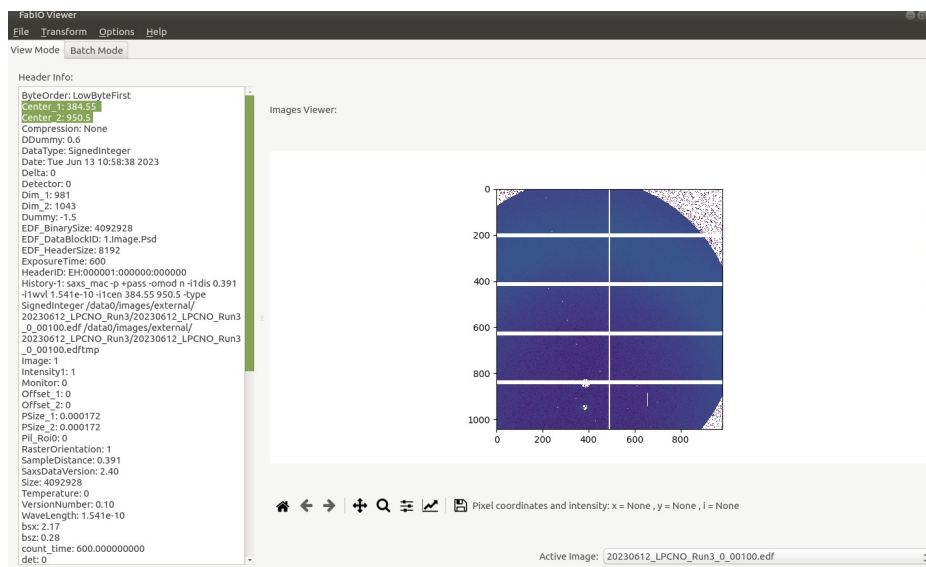 FabIO Viewer
File Transform Options Help
View Mode Batch Mode
Header Info:
ByteOrder: LowByteFirst
Center_1: 384.55
Center_2: 950.5
Compression: None
DDummy: 0.6
DataType: SignedInteger
Date: Tue Jun 13 10:58:38 2023
Delta: 0
Detector: 0
Dim_1: 981
Dim_2: 1043
Dummy: -1.5
EDF_BinarySize: 4092928
EDF_DataBlockID: 1.Image.Psd
EDF_HeaderSize: 8192
ExposureTime: 600
HeaderID: EH:000001:000000:000000
History-1: saxs_mac -p +pass -omod n -i1dis 0.391
-i1wvl 1.541e-10 -i1cen 384.55 950.5 -type
SignedInteger /data0/images/external/
20230612_LPCNO_Run3/20230612_LPCNO_Run3
_0_00100.edf /data0/images/external/
20230612_LPCNO_Run3/20230612_LPCNO_Run3
_0_00100.edftmp
Image: 1
Intensity1: 1
Monitor: 0
Offset_1: 0
Offset_2: 0
PSize_1: 0.000172
PSize_2: 0.000172
Pil_Roi0: 0
RasterOrientation: 1
SampleDistance: 0.391
SaxsDataVersion: 2.40
Size: 4092928
Temperature: 0
VersionNumber: 0.10
WaveLength: 1.541e-10
bsx: 2.17
bsz: 0.28
count_time: 600.000000000
det: 0
Images Viewer:
0
200
400
600
800
1000
0 200 400 600 800
Pixel coordinates and intensity: x = None , y = None , i = None
Active Image: 20230612_LPCNO_Run3_0_00100.edf